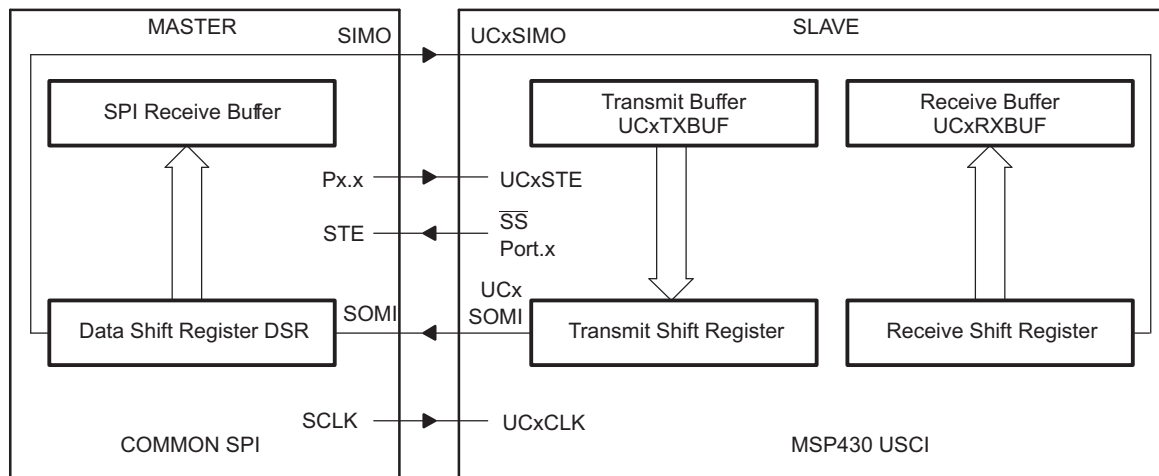 MASTER
SLAVE
SIMO
UCxSIMO
SPI Receive Buffer
Transmit Buffer
UCxTXBUF
Receive Buffer
UCxRXBUF
Px.x
UCxSTE
STE
SS
Port.x
UCx
SOMI
SOMI
Data Shift Register DSR
Transmit Shift Register
Receive Shift Register
SCLK
UCxCLK
COMMON SPI
MSP430 USCI